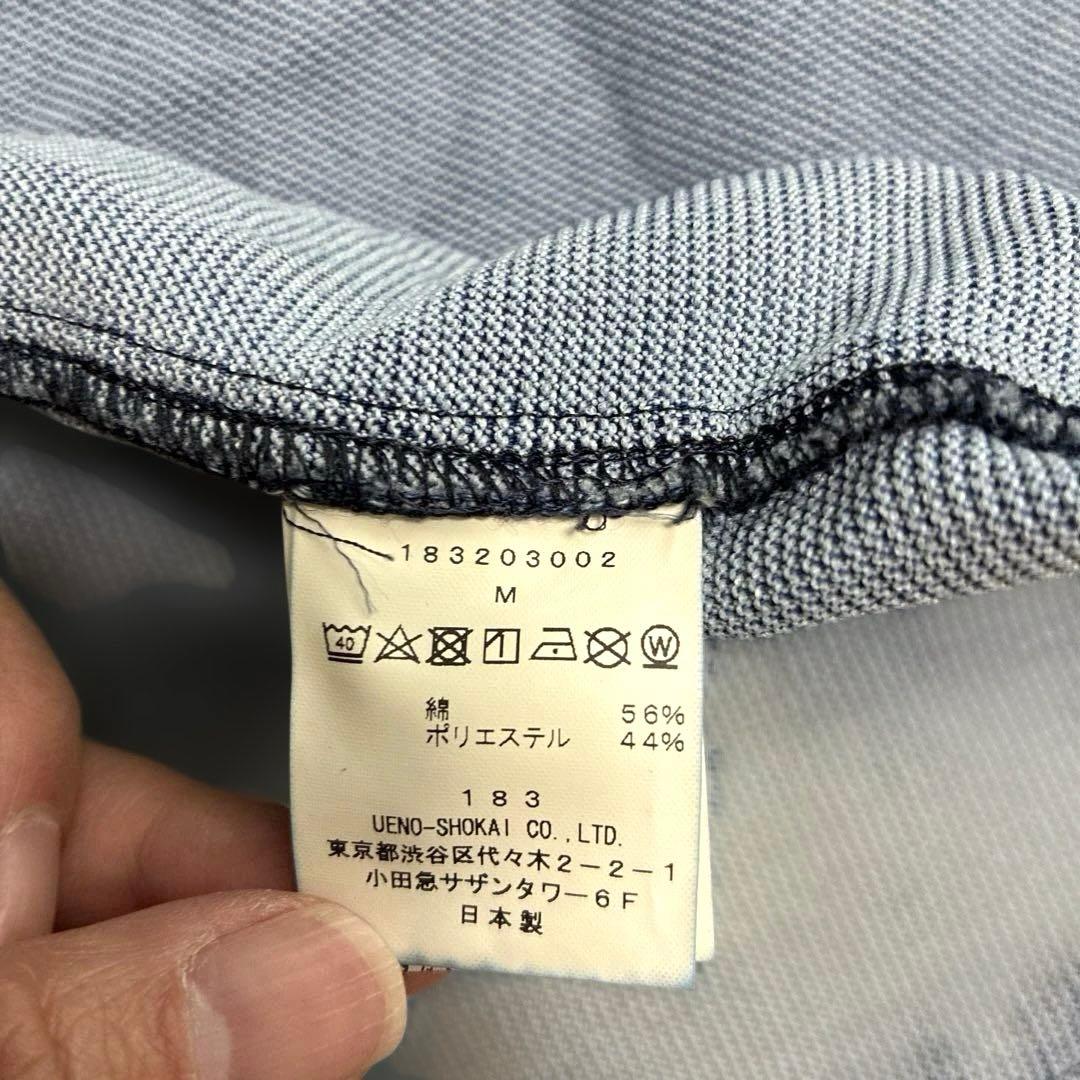 183203002
M
40 W
綿 56%
ポリエステル 44%
183
UENO-SHOKAI CO.,LTD.
東京都渋谷区代々木2-2-1
小田急サザンタワー6F
日本製